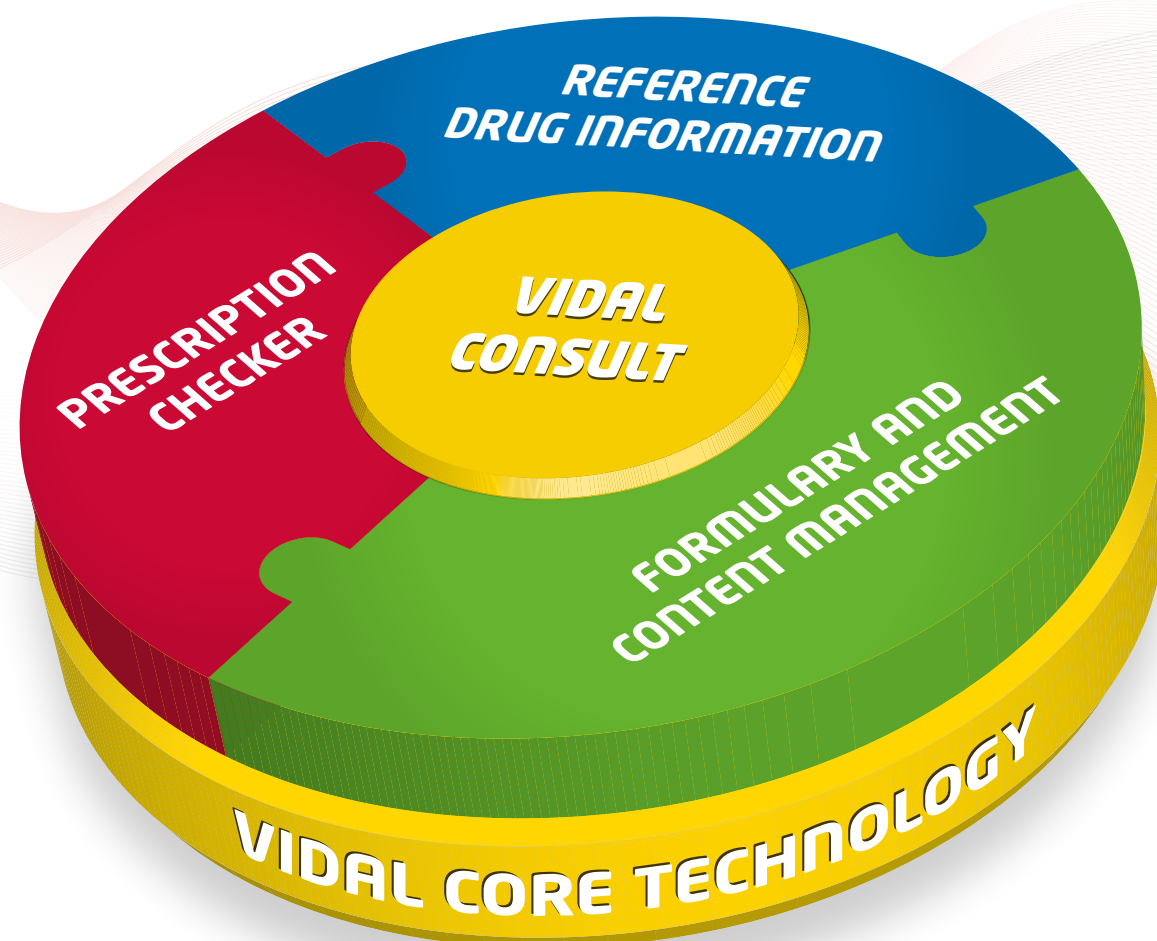 REFERENCE
DRUG INFORMATION
PRESCRIPTION
CHECKER
VIDAL
CONSULT
FORMULARY AND
CONTENT MANAGEMENT
VIDAL CORE TECHNOLOGY